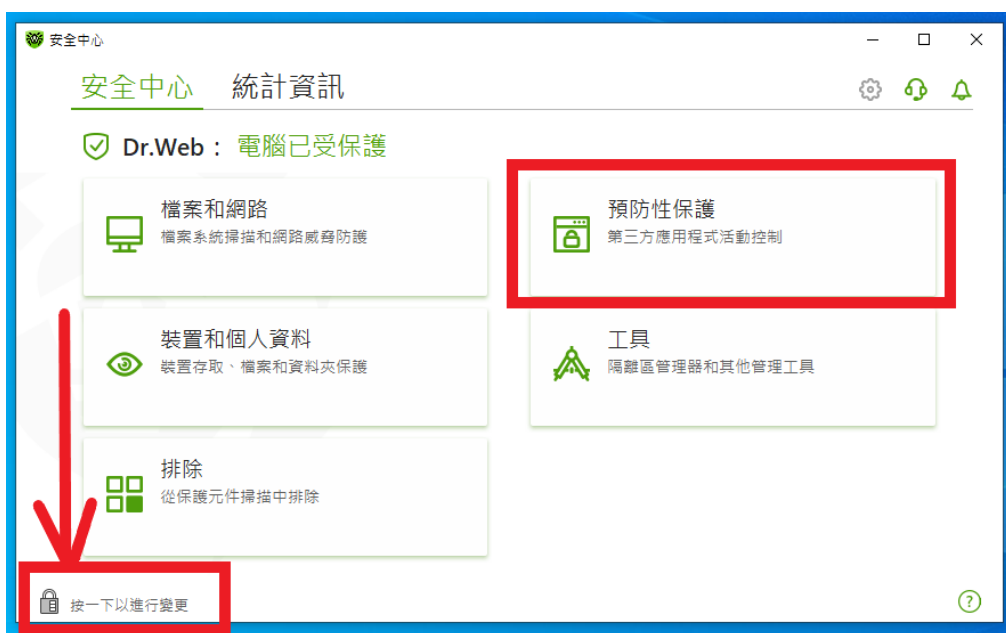 安全中心
安全中心 統計資訊
Dr.Web： 電腦已受保護
檔案和網路
檔案系統掃描和網路威脅防護
預防性保護
第三方應用程式活動控制
裝置和個人資料
裝置存取、檔案和資料夾保護
工具
隔離區管理器和其他管理工具
排除
從保護元件掃描中排除
按一下以進行變更
?